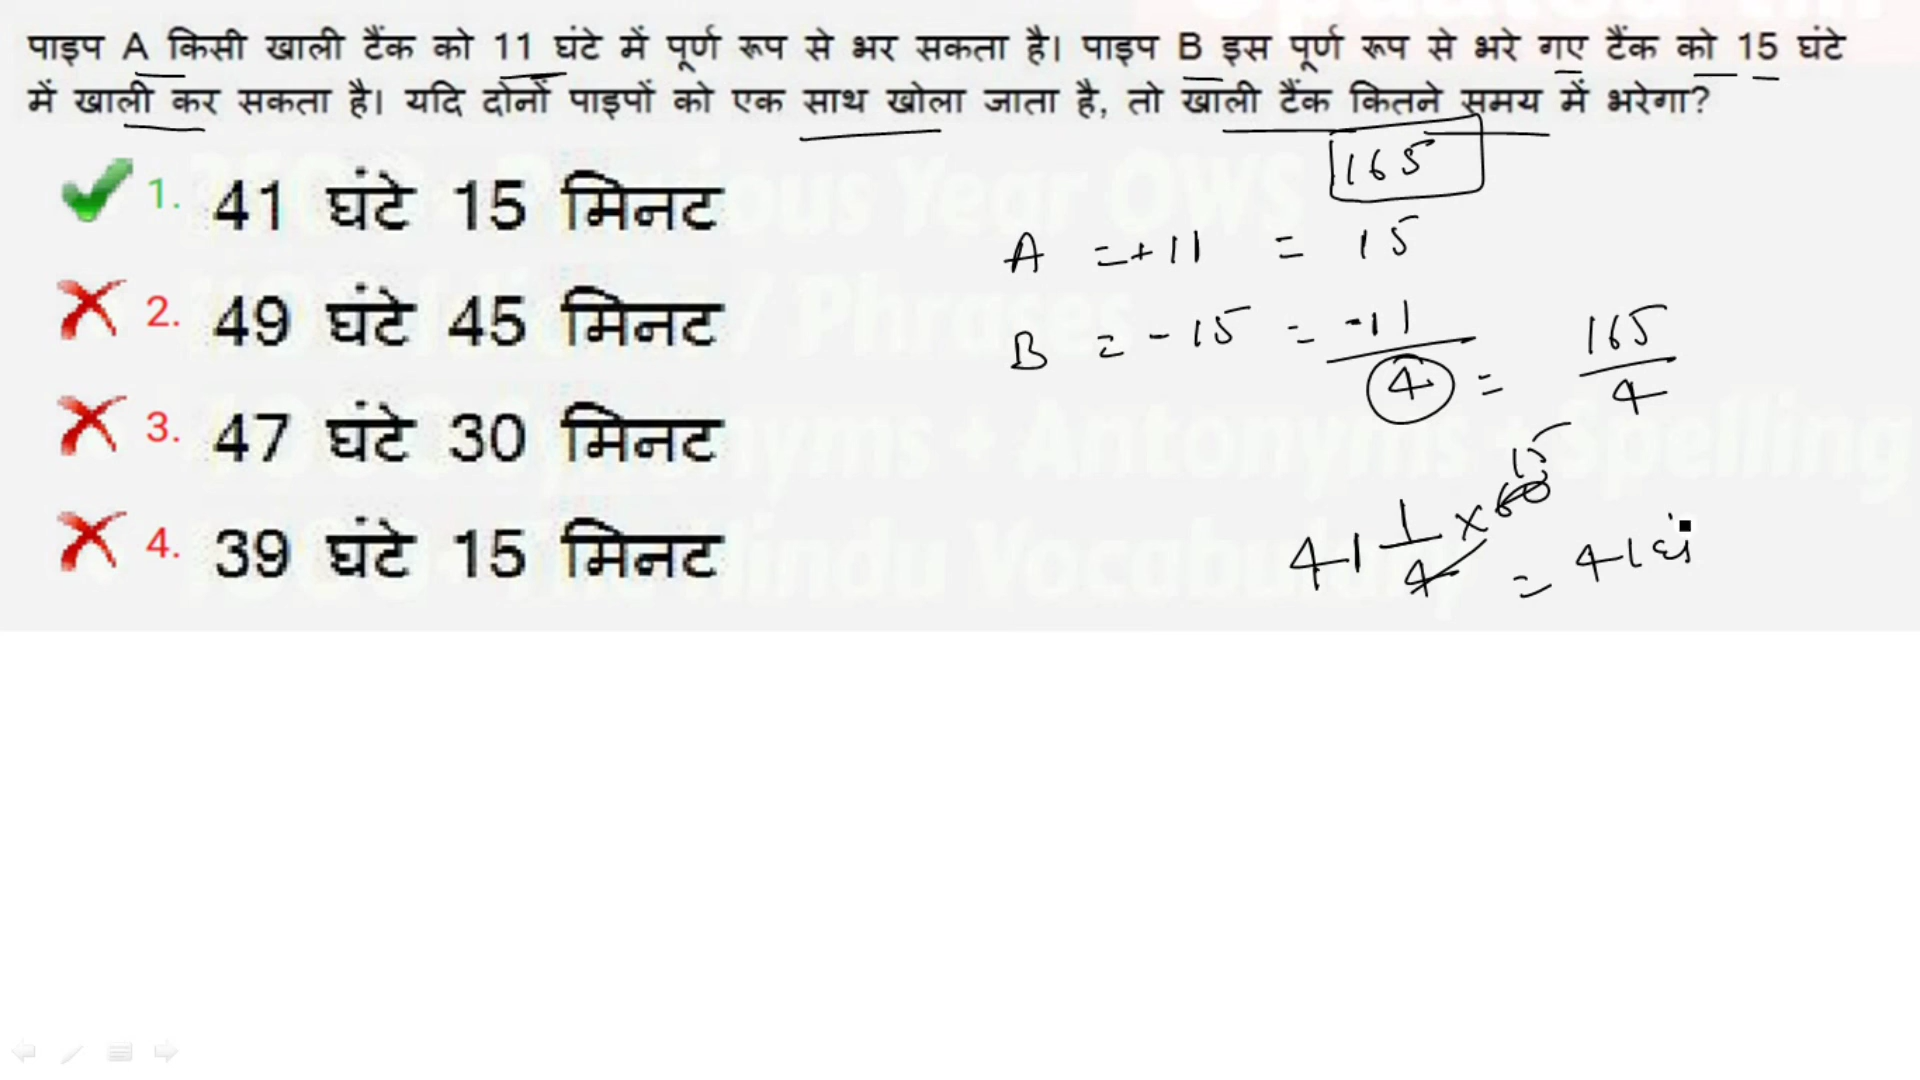 पाइप A किसी खाली टैंक को 11 घंटे में पूर्ण रूप से भर सकता है। पाइप B इस पूर्ण रूप से भरे गए टैंक को 15 घंटे
में खाली कर सकता है। यदि दोनों पाइपों को एक साथ खोला जाता है, तो खाली टैंक कितने समय में भरेगा?
1. 41 घंटे 15 मिनट
2. 49 घंटे 45 मिनट
3. 47 घंटे 30 मिनट
4. 39 घंटे 15 मिनट
165
A = +11 = 15
B = -15 = -11
4 = 165/4
15
41 1/4 × 60 = 41 घं